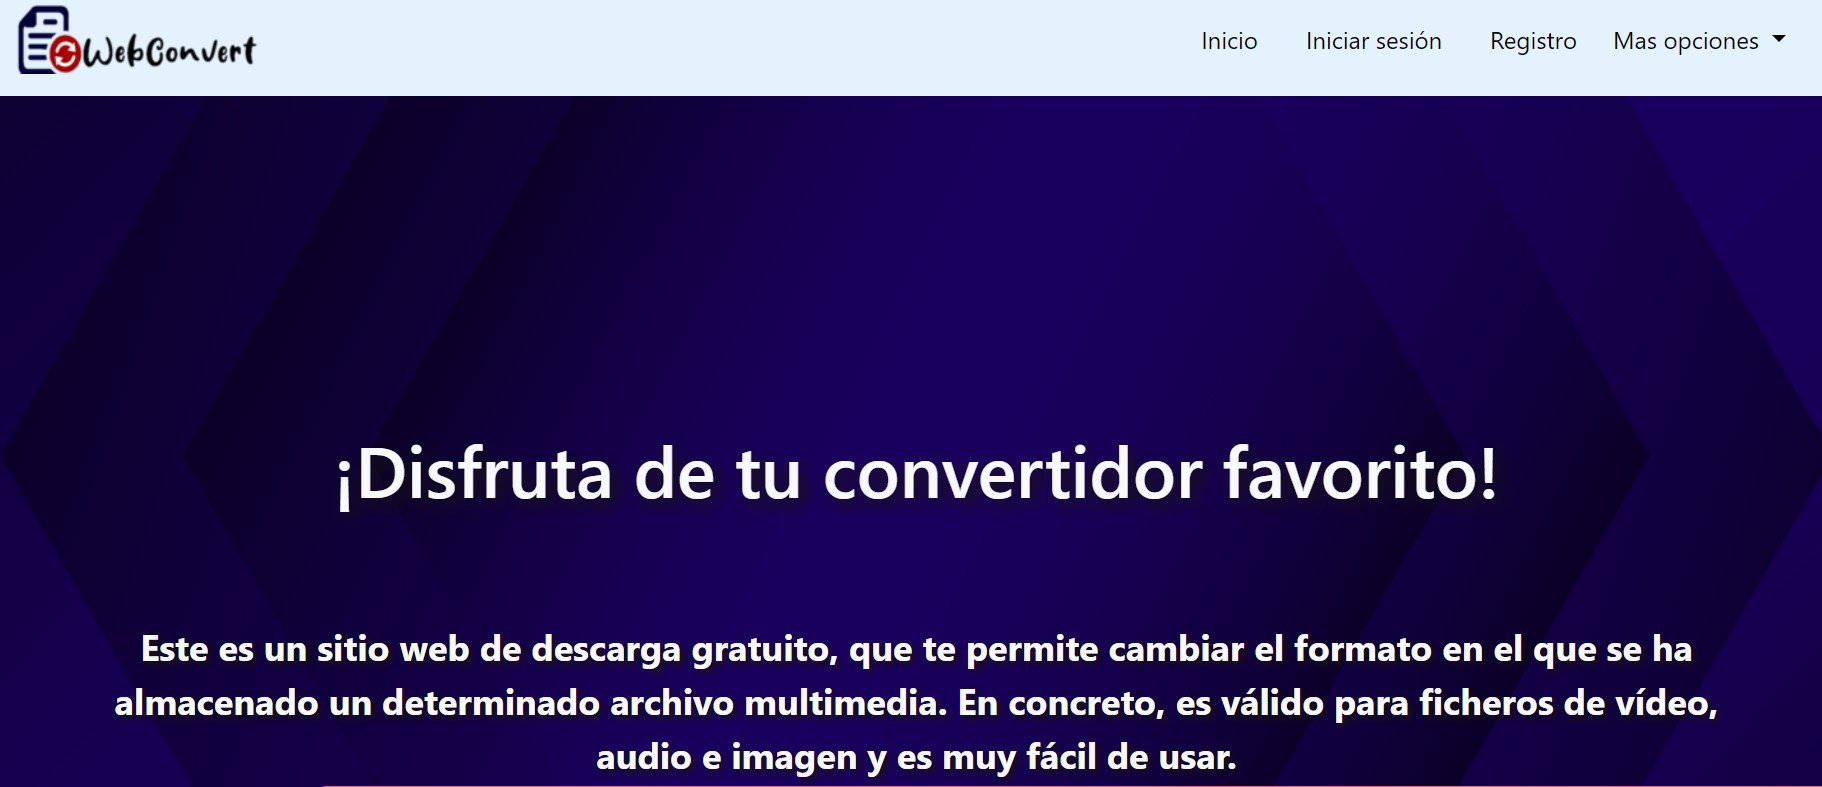 WebConvert
Inicio
Iniciar sesión
Registro
Mas opciones
¡Disfruta de tu convertidor favorito!
Este es un sitio web de descarga gratuito, que te permite cambiar el formato en el que se ha
almacenado un determinado archivo multimedia. En concreto, es válido para ficheros de vídeo,
audio e imagen y es muy fácil de usar.